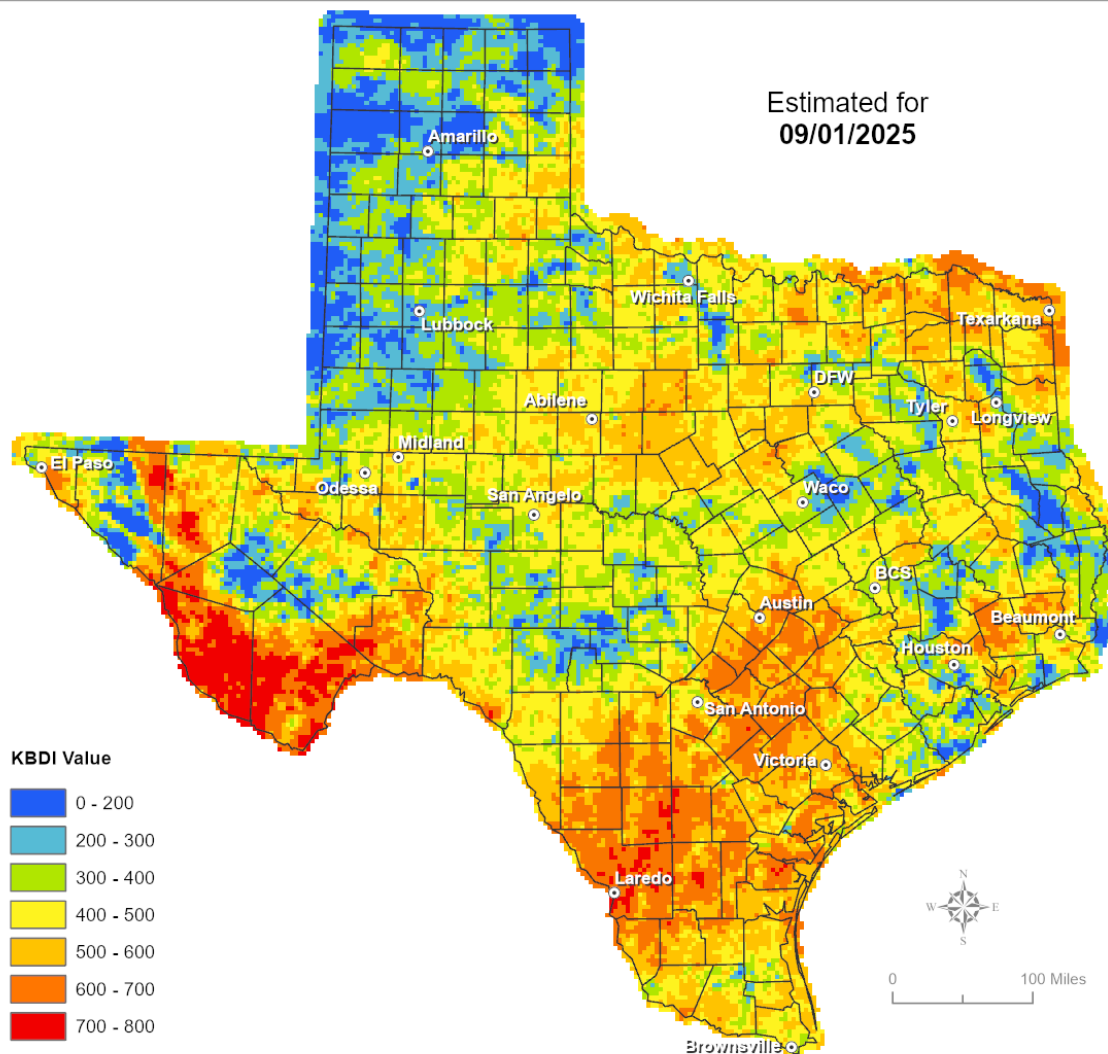 Estimated for
09/01/2025
Amarillo
Wichita Falls
Lubbock
Texarkana
DFW
Abilene
Tyler
Longview
Midland
El Paso
Odessa
San Angelo
Waco
BCS
Austin
Beaumont
Houston
San Antonio
Victoria
KBDI Value
0 - 200
200 - 300
300 - 400
400 - 500
500 - 600
600 - 700
700 - 800
Laredo
N
W
E
S
0
100 Miles
Brownsville